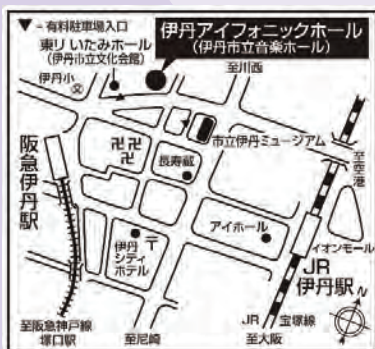 ▼=有料駐車場入口
伊丹アイフォニックホール
(伊丹市立音楽ホール)
東リ いたみホール
(伊丹市立文化会館)
伊丹小
文
至川西
市立伊丹ミュージアム
卍卍
卍
長寿蔵
至空港
阪急伊丹駅
アイホール
伊丹
シティ
ホテル
〒
イオンモール
JR
伊丹駅
至阪急神戸線
塚口駅
至尼崎
JR 宝塚線
至大阪
N